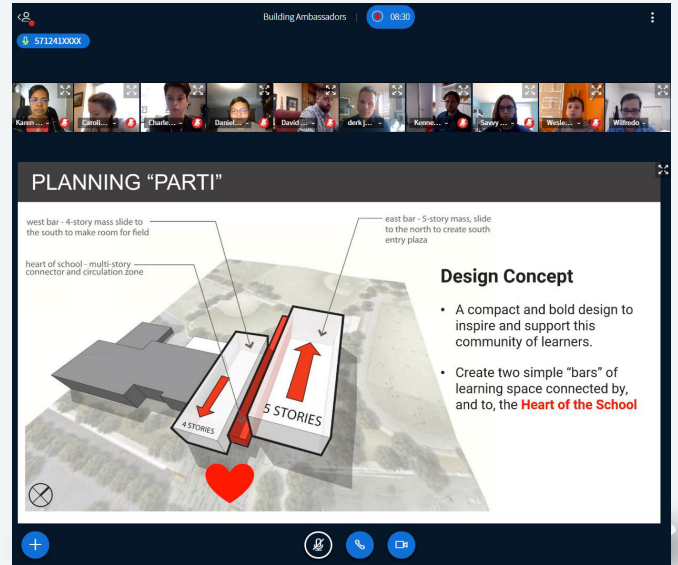 Building Ambassadors | 08:30
571241XXXX
Karen ...
Caroli...
Charle...
Daniel...
David ...
derk j...
Kenne...
Savvy ...
Wesle...
Wilfredo
PLANNING “PARTI”
west bar - 4-story mass slide to
the south to make room for field
heart of school - multi-story
connector and circulation zone
east bar - 5-story mass, slide
to the north to create south
entry plaza
4 STORIES
5 STORIES
Design Concept
• A compact and bold design to
inspire and support this
community of learners.
• Create two simple “bars” of
learning space connected by,
and to, the Heart of the School